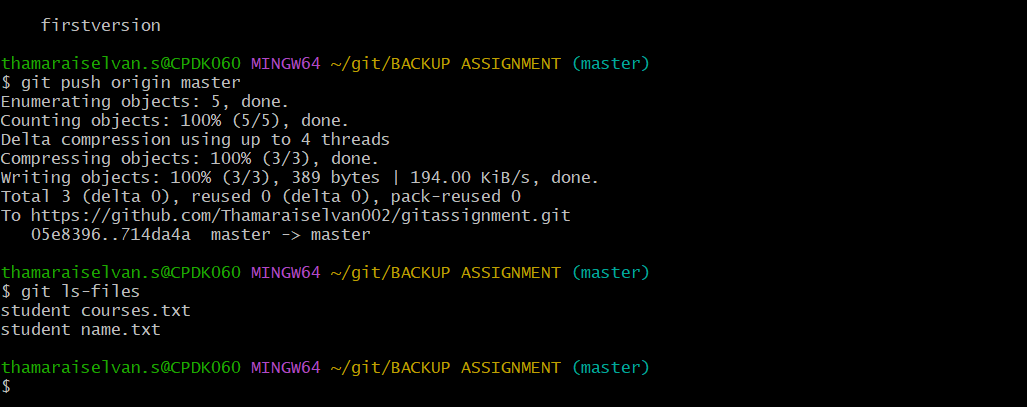 firstversion
thamaraiselvan.s@CPDK060 MINGW64 ~/git/BACKUP ASSIGNMENT (master)
$ git push origin master
Enumerating objects: 5, done.
Counting objects: 100% (5/5), done.
Delta compression using up to 4 threads
Compressing objects: 100% (3/3), done.
Writing objects: 100% (3/3), 389 bytes | 194.00 KiB/s, done.
Total 3 (delta 0), reused 0 (delta 0), pack-reused 0
To https://github.com/Thamaraiselvan002/gitassignment.git
05e8396..714da4a  master -> master
thamaraiselvan.s@CPDK060 MINGW64 ~/git/BACKUP ASSIGNMENT (master)
$ git ls-files
student courses.txt
student name.txt
thamaraiselvan.s@CPDK060 MINGW64 ~/git/BACKUP ASSIGNMENT (master)
$